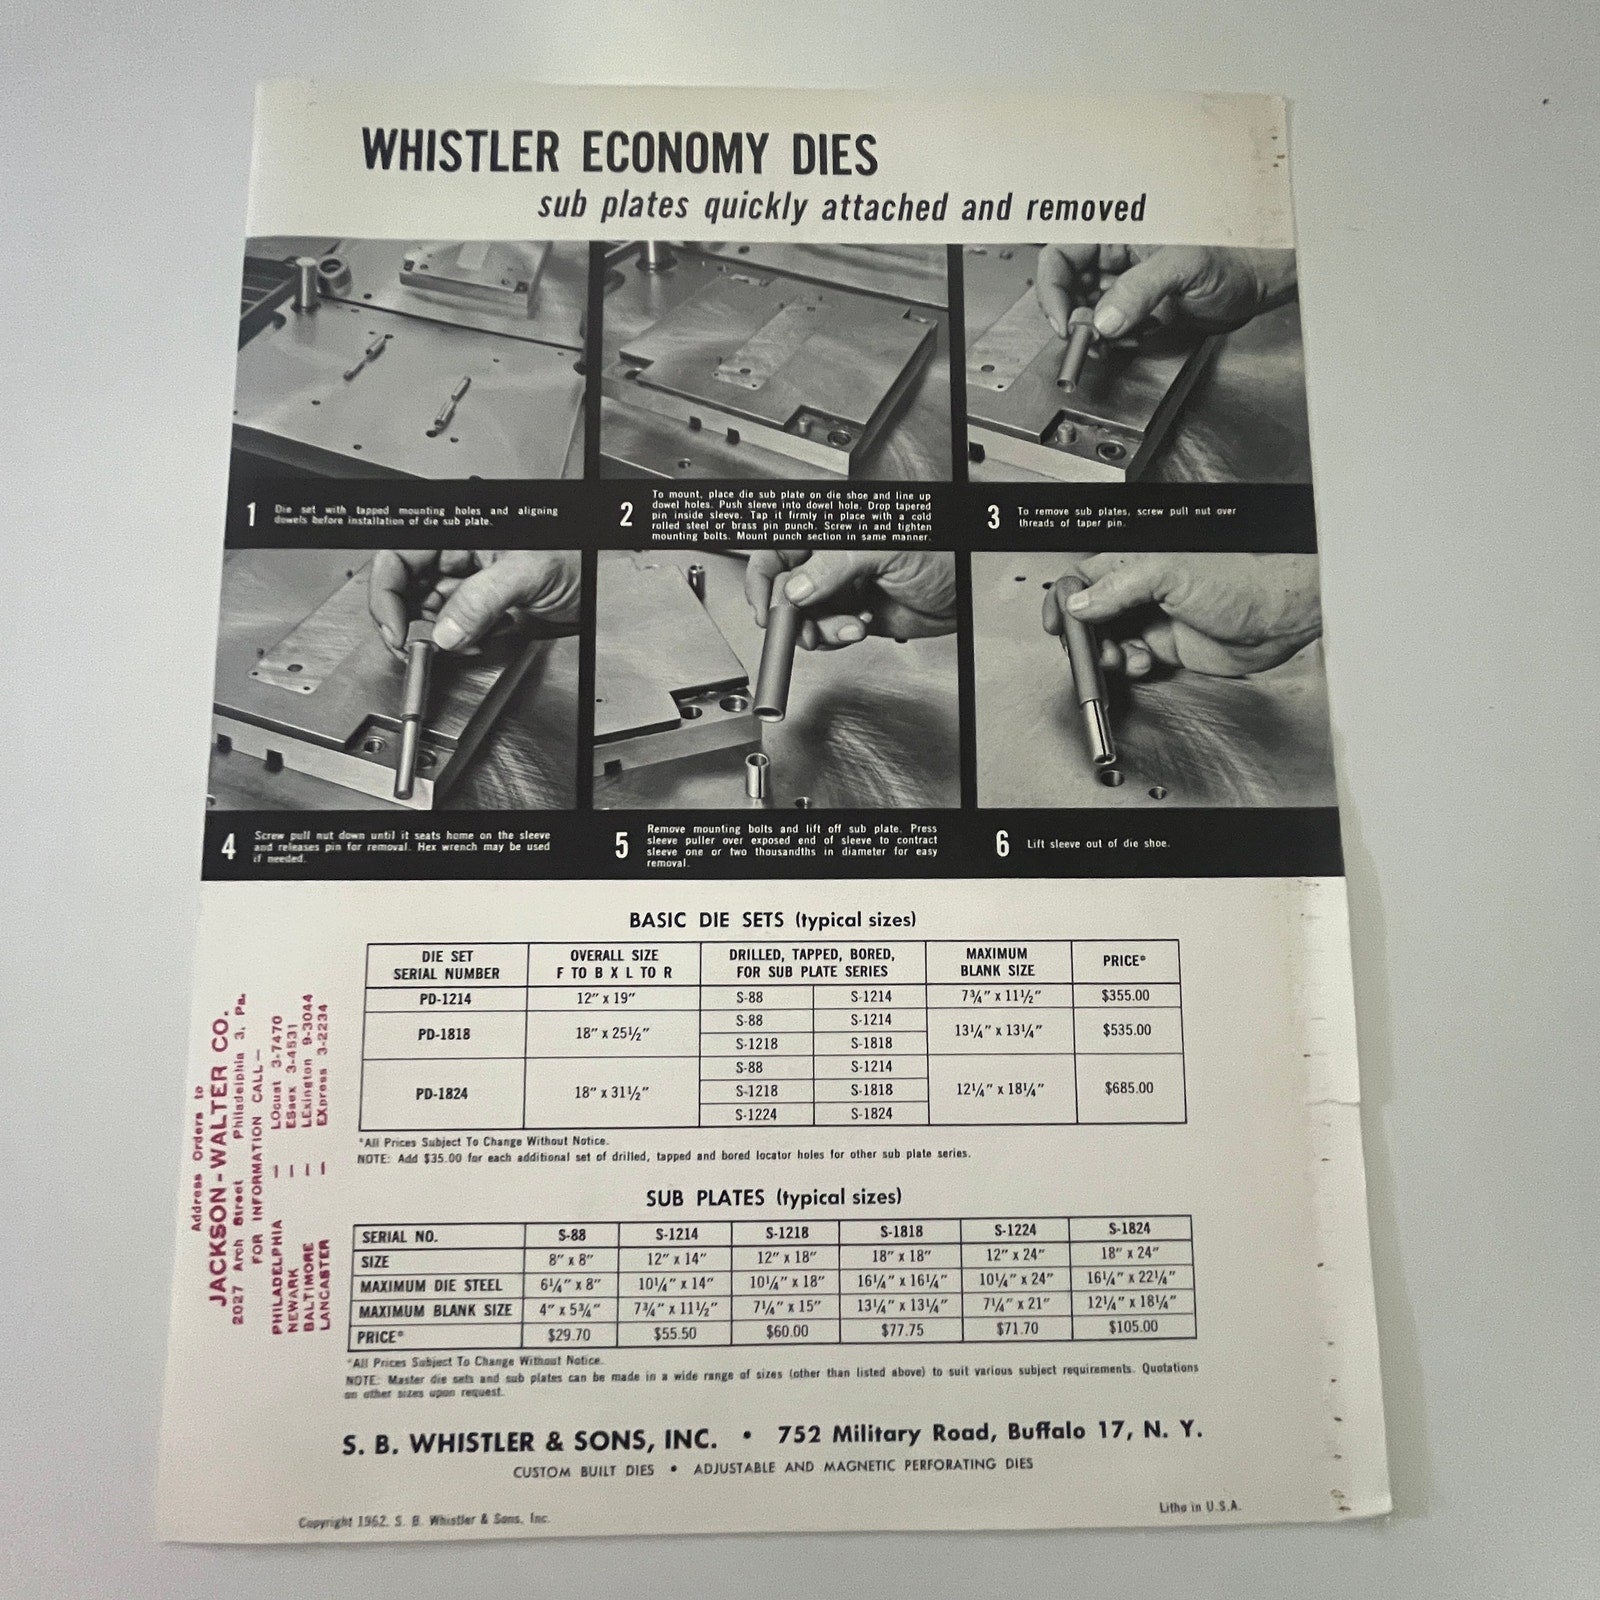 WHISTLER ECONOMY DIES
sub plates quickly attached and removed
1
Die set with tapped mounting holes and aligning
dowels before installation of die sub plate.
2
To mount, place die sub plate on die shoe and line up
dowel holes. Push sleeve into dowel hole. Drop tapered
pin inside sleeve. Tap it firmly in place with a cold
rolled steel or brass pin punch. Screw in and tighten
mounting bolts. Mount punch section in same manner.
3
To remove sub plates, screw pull nut over
threads of taper pin.
4
Screw pull nut down until it seats home on the sleeve
and releases pin for removal. Hex wrench may be used
if needed.
5
Remove mounting bolts and lift off sub plate. Press
sleeve puller over exposed end of sleeve to contract
sleeve one or two thousandths in diameter for easy
removal.
6
Lift sleeve out of die shoe.
BASIC DIE SETS (typical sizes)
DIE SET SERIAL NUMBER | OVERALL SIZE F TO B X L TO R | DRILLED, TAPPED, BORED, FOR SUB PLATE SERIES | MAXIMUM BLANK SIZE | PRICE*
PD-1214 | 12" x 19" | S-88 | S-1214 | 7¾" x 11½" | $355.00
PD-1818 | 18" x 25½" | S-88 | S-1214 | 13¼" x 13¼" | $535.00
S-1218 | S-1818
PD-1824 | 18" x 31½" | S-88 | S-1214 | 12¼" x 18¼" | $685.00
S-1218 | S-1818
S-1224 | S-1824
*All Prices Subject To Change Without Notice.
NOTE: Add $35.00 for each additional set of drilled, tapped and bored locator holes for other sub plate series.
SUB PLATES (typical sizes)
SERIAL NO. | S-88 | S-1214 | S-1218 | S-1818 | S-1224 | S-1824
SIZE | 8" x 8" | 12" x 14" | 12" x 18" | 18" x 18" | 12" x 24" | 18" x 24"
MAXIMUM DIE STEEL | 6¼" x 8" | 10¼" x 14" | 10¼" x 18" | 16¼" x 16¼" | 10¼" x 24" | 16¼" x 22¼"
MAXIMUM BLANK SIZE | 4" x 5¾" | 7¾" x 11½" | 7¼" x 15" | 13¼" x 13¼" | 7¼" x 21" | 12¼" x 18¼"
PRICE* | $29.70 | $55.50 | $60.00 | $77.75 | $71.70 | $105.00
*All Prices Subject To Change Without Notice.
NOTE: Master die sets and sub plates can be made in a wide range of sizes (other than listed above) to suit various subject requirements. Quotations
on other sizes upon request.
S. B. WHISTLER & SONS, INC. • 752 Military Road, Buffalo 17, N. Y.
CUSTOM BUILT DIES • ADJUSTABLE AND MAGNETIC PERFORATING DIES
Copyright 1962. S. B. Whistler & Sons, Inc.
Litho in U.S.A.
Address Orders to
JACKSON-WALTER CO.
2027 Arch Street Philadelphia 3, Pa.
FOR INFORMATION CALL—
PHILADELPHIA — LOcust 3-7470
NEWARK — ESsex 3-4531
BALTIMORE — LExington 9-3044
LANCASTER — EXpress 3-2234